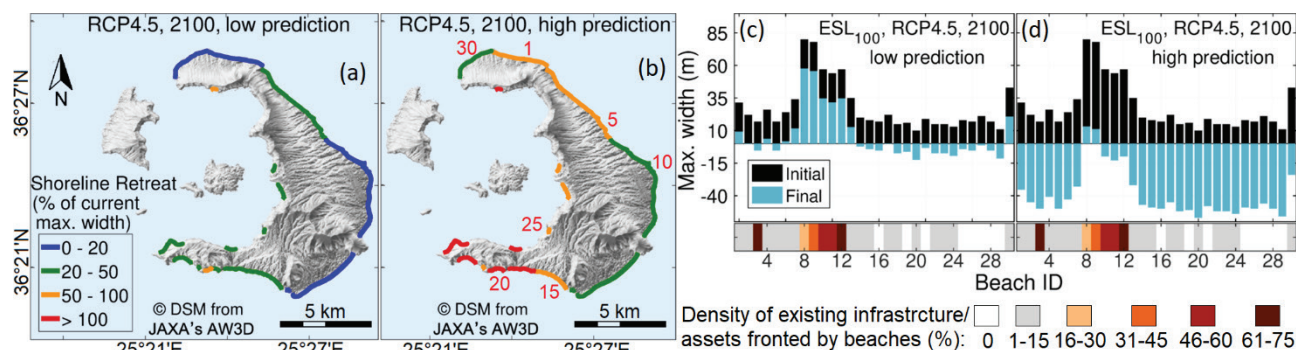 RCP4.5, 2100, low prediction
(a)
N
36°27'N
36°21'N
Shoreline Retreat
(% of current
max. width)
0 - 20
20 - 50
50 - 100
> 100
© DSM from
JAXA's AW3D
5 km
25°21'E
25°27'E
RCP4.5, 2100, high prediction
(b)
30
1
5
10
25
20
15
© DSM from
JAXA's AW3D
5 km
25°21'E
25°27'E
(c)
ESL100, RCP4.5, 2100
low prediction
Max. width (m)
85
60
35
10
-15
-40
Initial
Final
4 8 12 16 20 24 28
(d)
ESL100, RCP4.5, 2100
high prediction
4 8 12 16 20 24 28
Beach ID
Density of existing infrastrcture/
assets fronted by beaches (%):
0 1-15 16-30 31-45 46-60 61-75